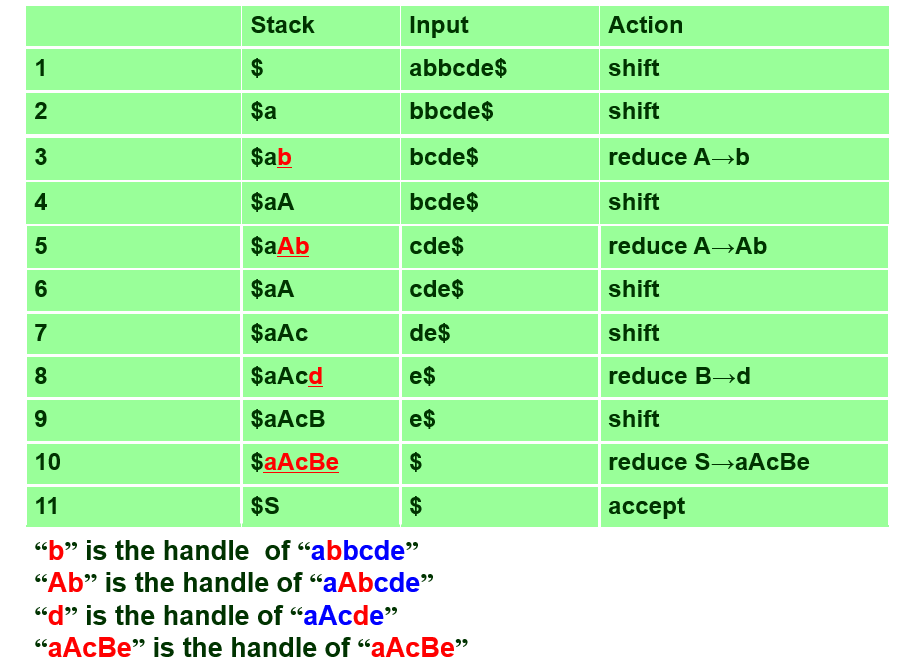 Stack Input Action
1 $ abbcde$ shift
2 $a bbcde$ shift
3 $ab bcde$ reduce A→b
4 $aA bcde$ shift
5 $aAb cde$ reduce A→Ab
6 $aA cde$ shift
7 $aAc de$ shift
8 $aAcd e$ reduce B→d
9 $aAcB e$ shift
10 $aAcBe $ reduce S→aAcBe
11 $S $ accept
“b” is the handle of “abbcde”
“Ab” is the handle of “aAbcde”
“d” is the handle of “aAcde”
“aAcBe” is the handle of “aAcBe”